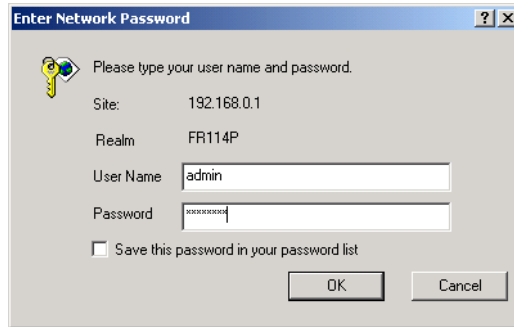 Enter Network Password
Please type your user name and password.
Site: 192.168.0.1
Realm FR114P
User Name admin
Password ********
Save this password in your password list
OK Cancel